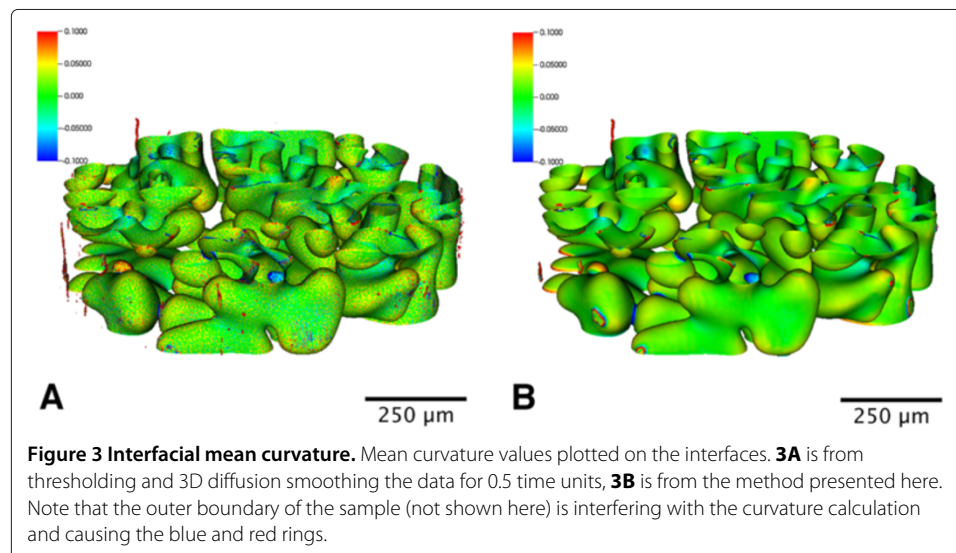 0.1000
0.05000
0.000
-0.05000
-0.1000
A
250 µm
0.1000
0.05000
0.000
-0.05000
-0.1000
B
250 µm
Figure 3 Interfacial mean curvature. Mean curvature values plotted on the interfaces. 3A is from
thresholding and 3D diffusion smoothing the data for 0.5 time units, 3B is from the method presented here.
Note that the outer boundary of the sample (not shown here) is interfering with the curvature calculation
and causing the blue and red rings.